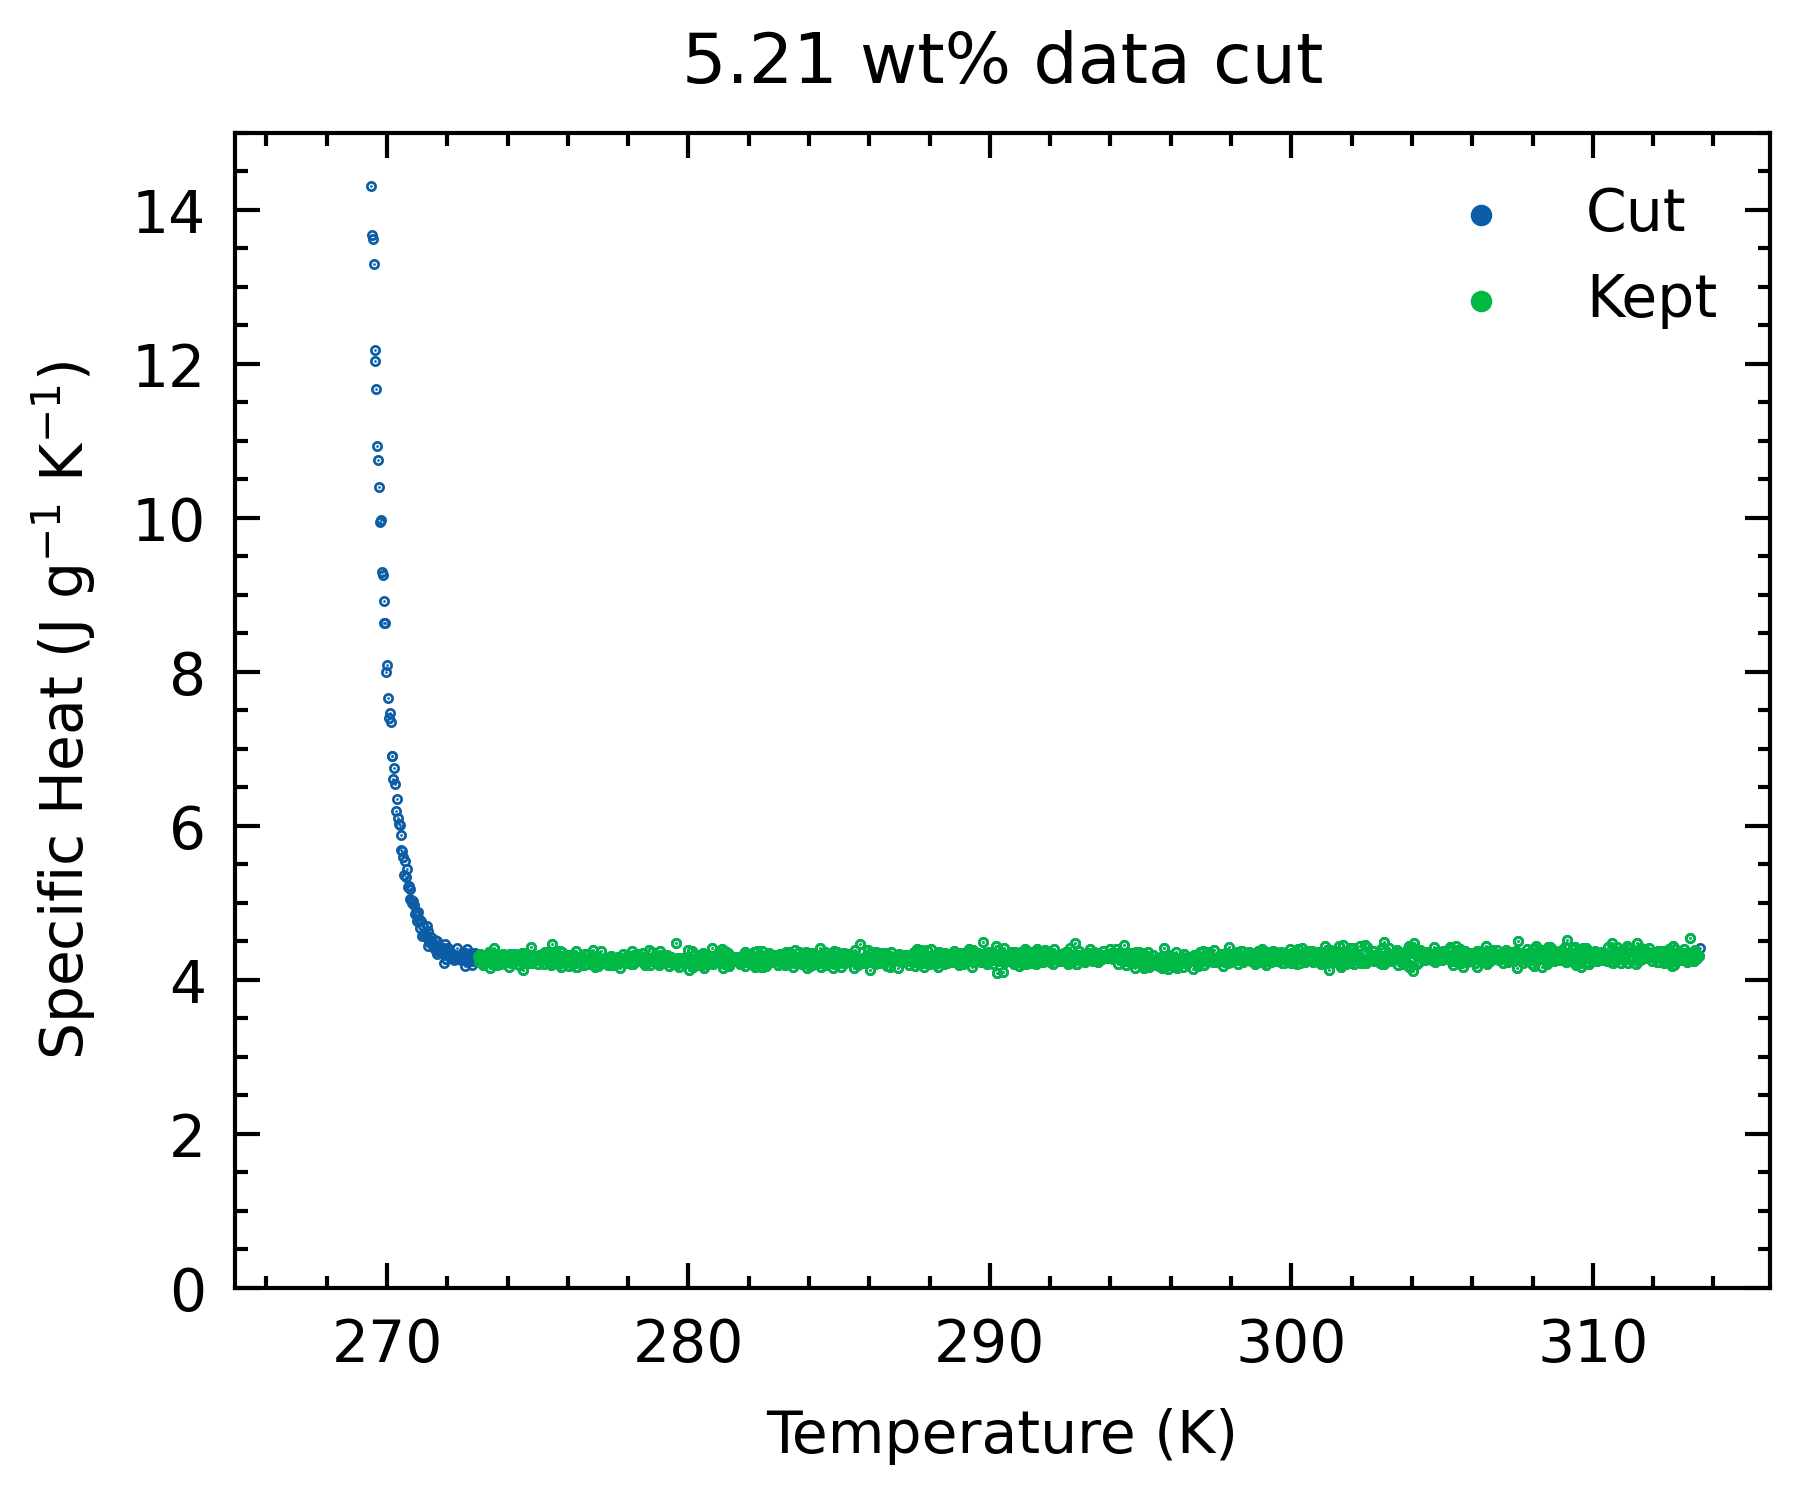 5.21 wt% data cut
Cut
Kept
Specific Heat (J g⁻¹ K⁻¹)
14
12
10
8
6
4
2
0
270 280 290 300 310
Temperature (K)